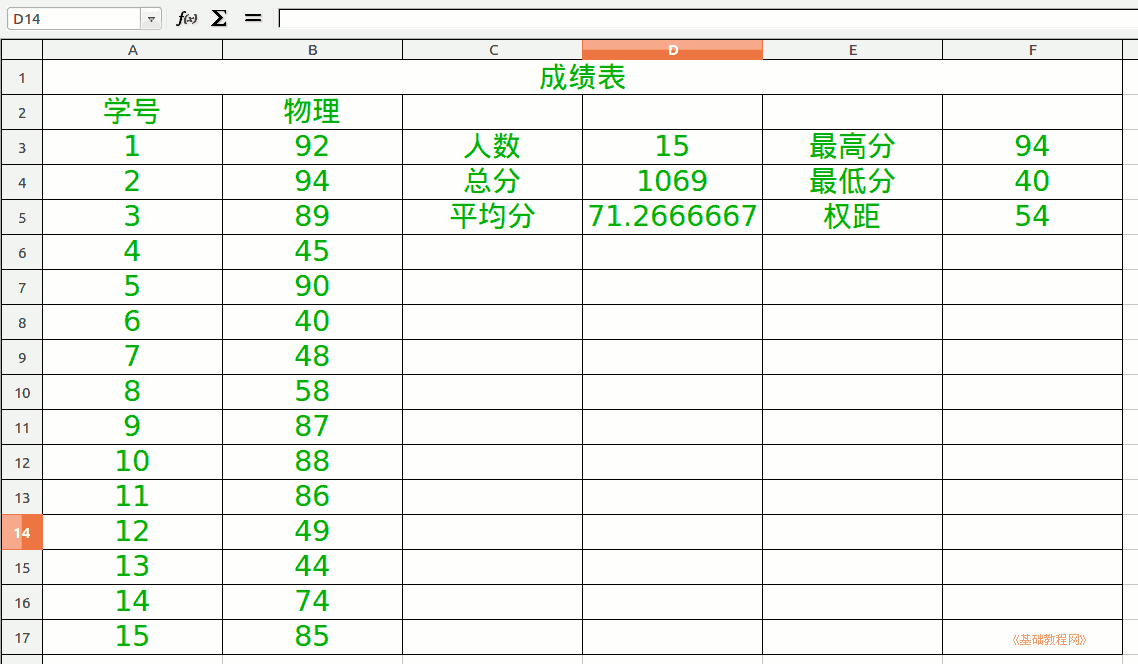 D14 f(x) Σ =
A B C D E F
1 成绩表
2 学号 物理
3 1 92 人数 15 最高分 94
4 2 94 总分 1069 最低分 40
5 3 89 平均分 71.2666667 权距 54
6 4 45
7 5 90
8 6 40
9 7 48
10 8 58
11 9 87
12 10 88
13 11 86
14 12 49
15 13 44
16 14 74
17 15 85 《基础教程网》